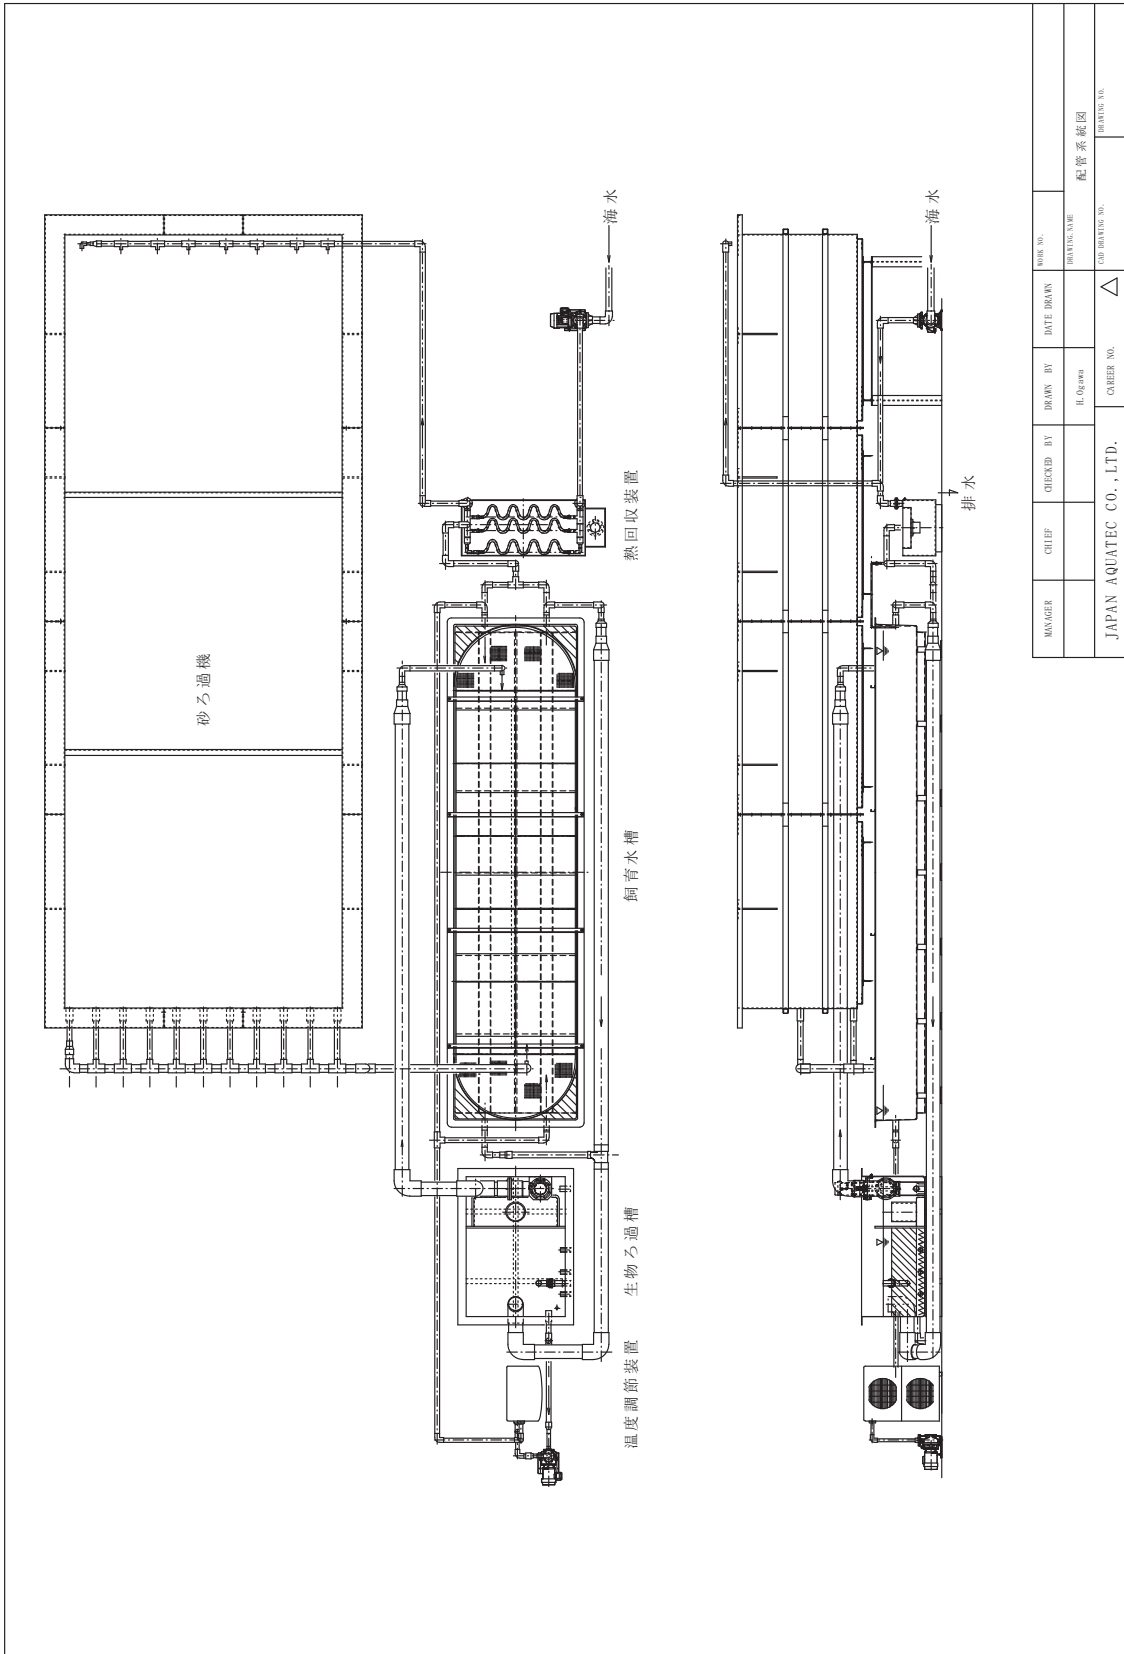 海水
熱回収装置
砂ろ過機
飼育水槽
生物ろ過槽
温度調節装置
海水
排水
MANAGER
CHIEF
CHECKED BY
DRAWN BY
H.Ogawa
DATE DRAWN
WORK NO.
DRAWING NAME
配管系統図
JAPAN AQUATEC CO.,LTD.
CAREER NO.
CAD DRAWING NO.
DRAWING NO.